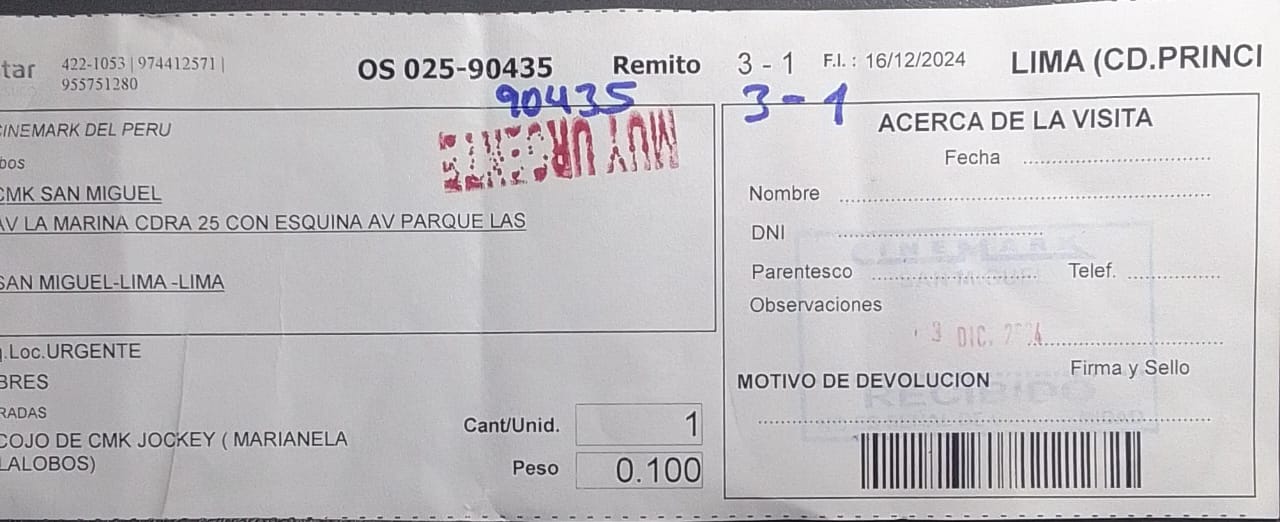 tar 422-1053 | 974412571 |
955751280
OS 025-90435 Remito 3 - 1 F.I. : 16/12/2024 LIMA (CD.PRINCI
90435 3-1
MUY URGENTE
CINEMARK DEL PERU
bos
CMK SAN MIGUEL
AV LA MARINA CDRA 25 CON ESQUINA AV PARQUE LAS
SAN MIGUEL-LIMA -LIMA
.Loc.URGENTE
BRES
RADAS
COJO DE CMK JOCKEY ( MARIANELA
LALOBOS)
Cant/Unid. 1
Peso 0.100
ACERCA DE LA VISITA
Fecha
Nombre
DNI
CINEMARK
SAN MIGUEL
Parentesco Telef.
Observaciones
3 DIC. 2024
Firma y Sello
MOTIVO DE DEVOLUCION
RECIBIDO